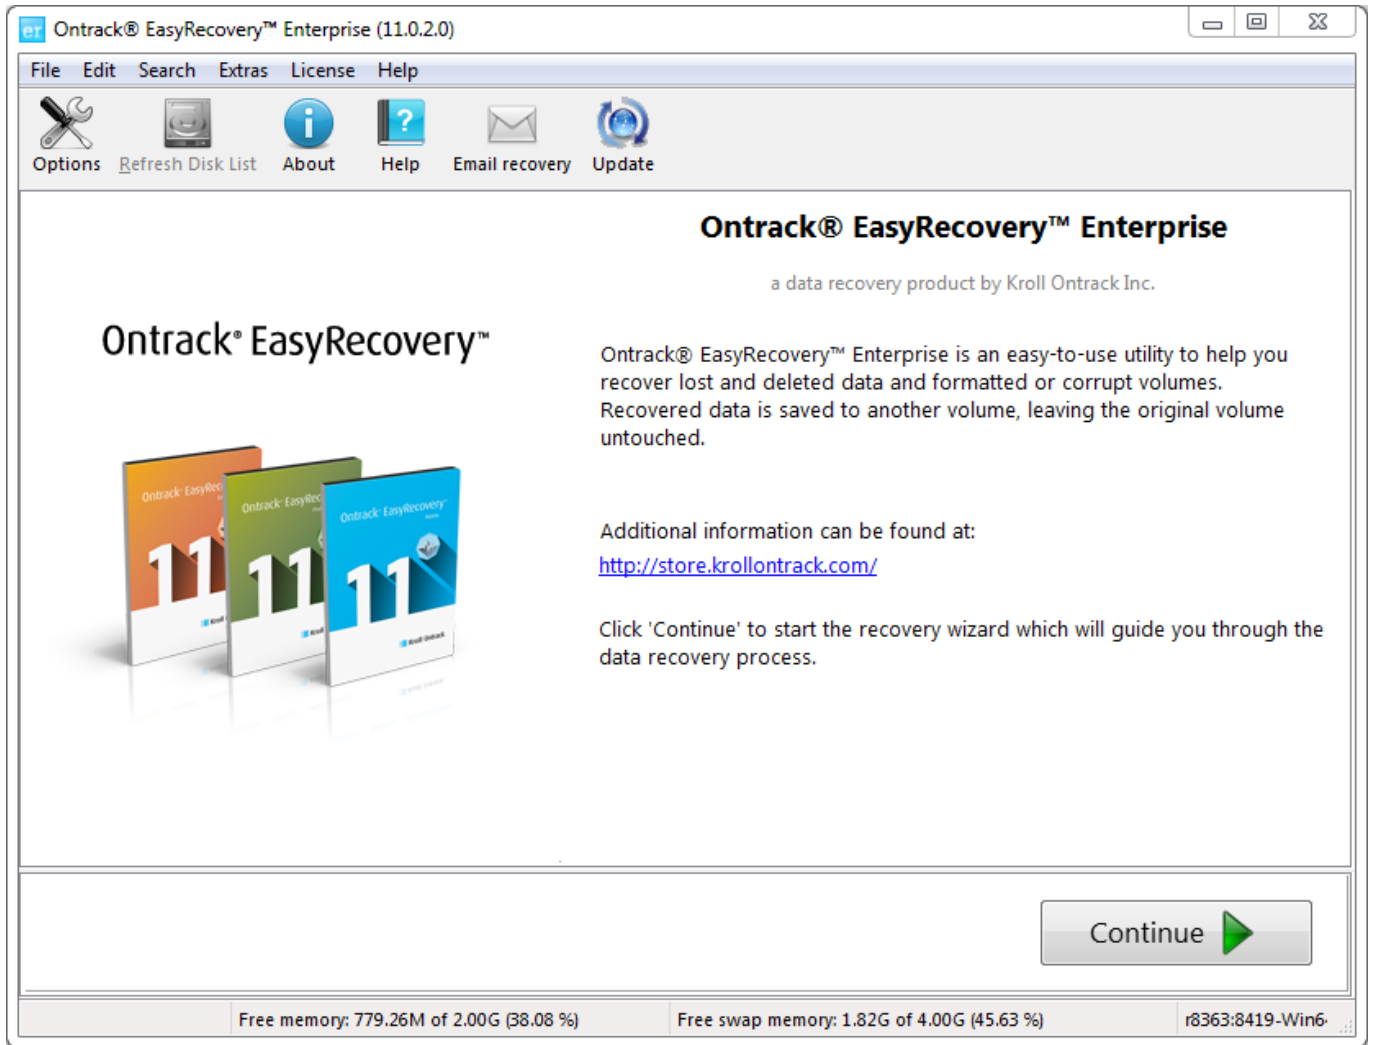 er Ontrack® EasyRecovery™ Enterprise (11.0.2.0)
File Edit Search Extras License Help
Options Refresh Disk List About Help Email recovery Update
Ontrack® EasyRecovery™ Enterprise
a data recovery product by Kroll Ontrack Inc.
Ontrack® EasyRecovery™
Ontrack® EasyRecovery™ Enterprise is an easy-to-use utility to help you
recover lost and deleted data and formatted or corrupt volumes.
Recovered data is saved to another volume, leaving the original volume
untouched.
Ontrack® EasyRecovery™
11
11
11
Kroll Ontrack
Additional information can be found at:
http://store.krollontrack.com/
Click 'Continue' to start the recovery wizard which will guide you through the
data recovery process.
Continue
Free memory: 779.26M of 2.00G (38.08 %) Free swap memory: 1.82G of 4.00G (45.63 %) r8363:8419-Win6